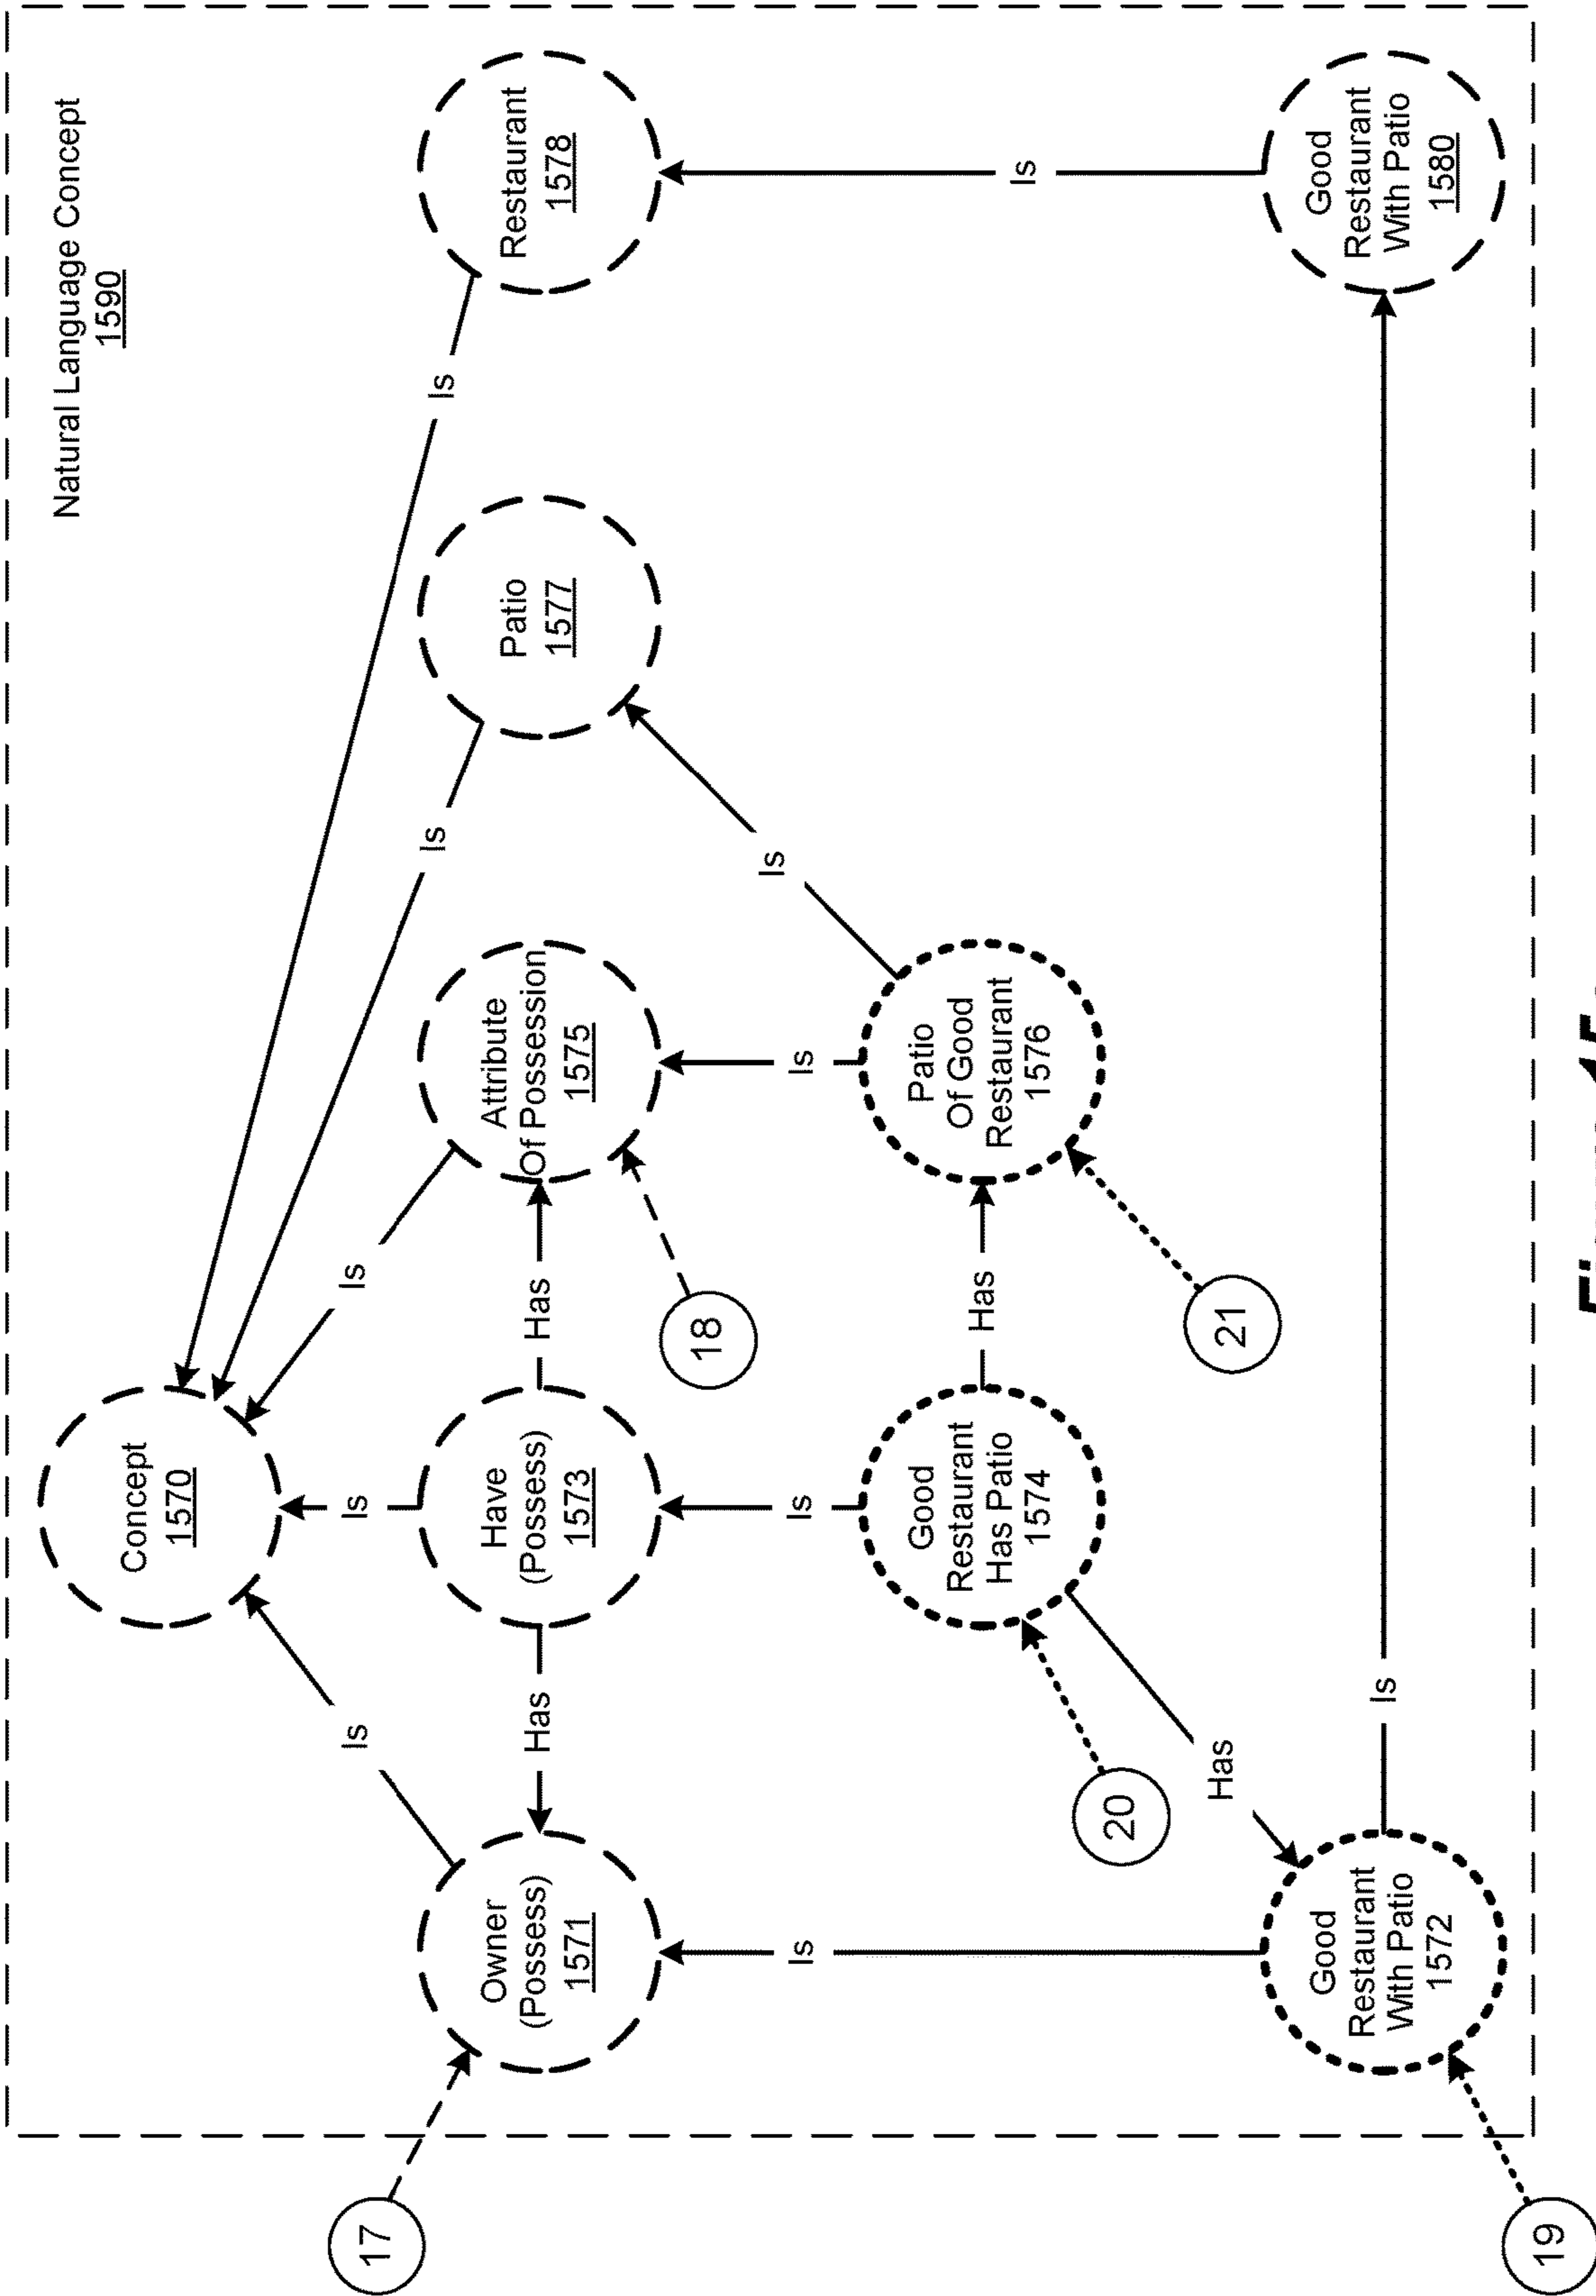 Natural Language Concept
1590
Concept
1570
Is
Is
Is
Is
Is
17
Owner
(Possess)
1571
Has
Have
(Possess)
1573
Has
Attribute
Of Possession
1575
Patio
1577
Restaurant
1578
18
Is
Is
Is
Is
Good
Restaurant
Has Patio
1574
Has
Patio
Of Good
Restaurant
1576
Is
20
Has
21
Good
Restaurant
With Patio
1572
Is
Good
Restaurant
With Patio
1580
19